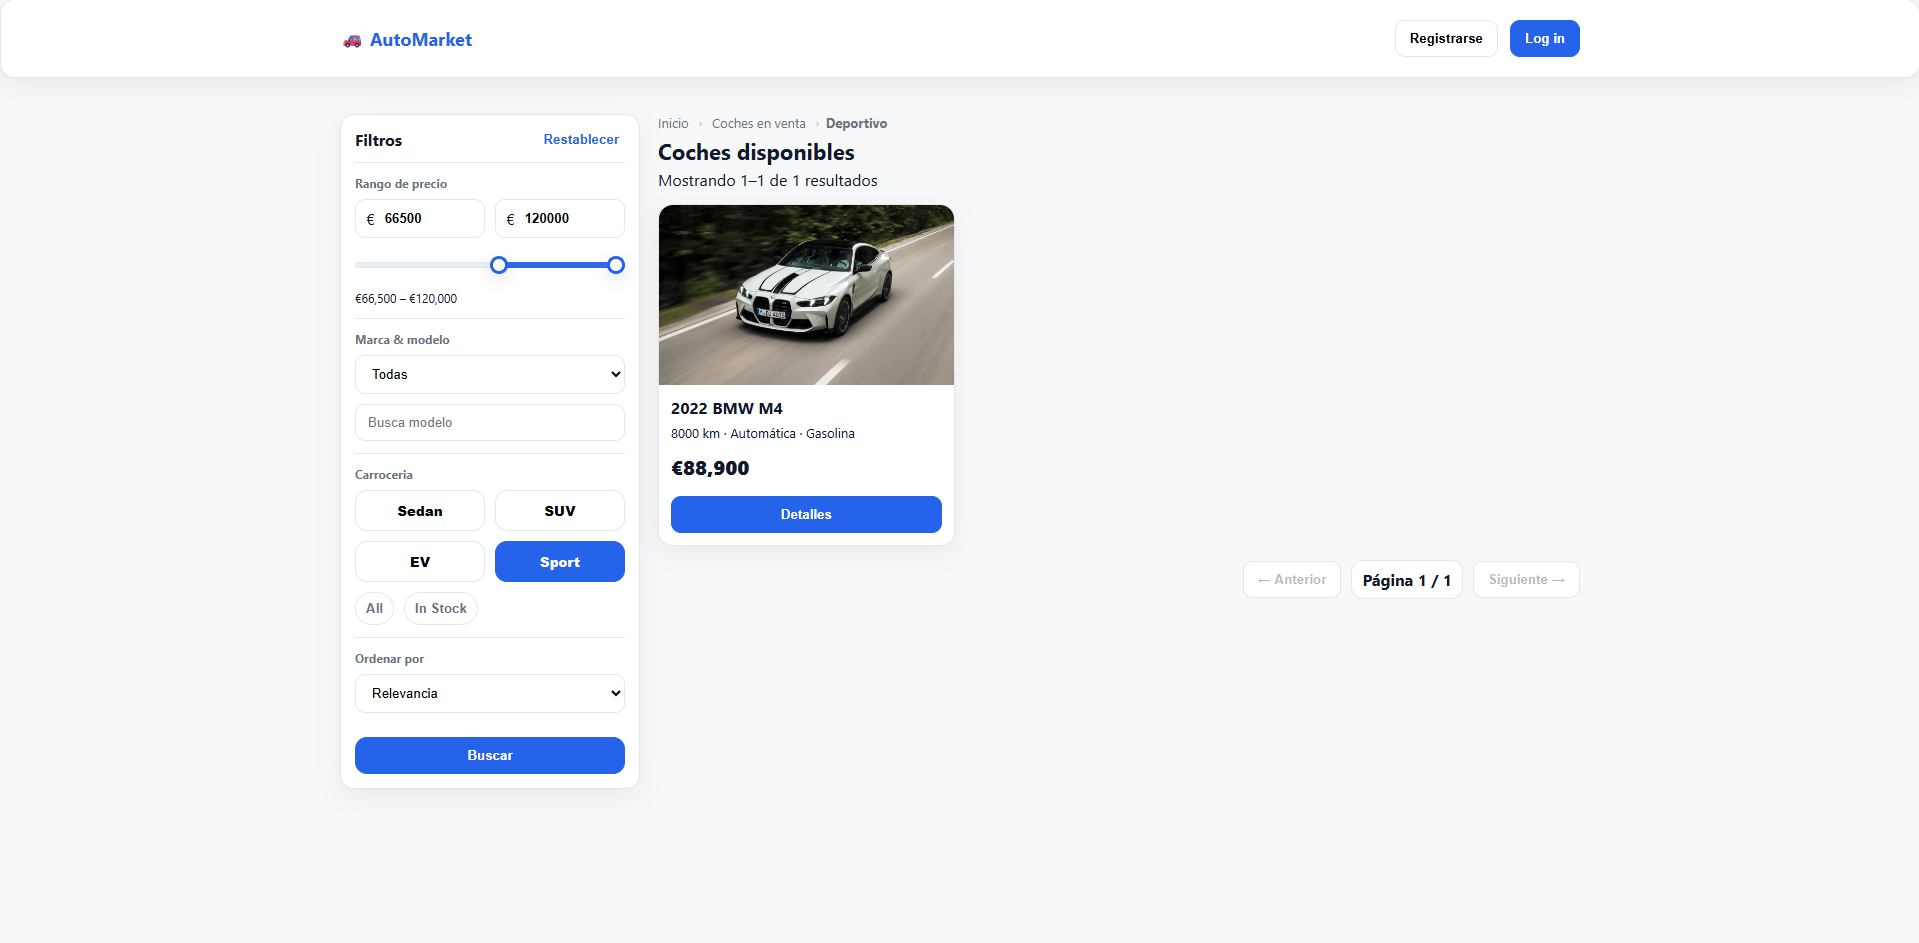 AutoMarket
Registrarse
Log in
Filtros
Restablecer
Rango de precio
€ 66500
€ 120000
€66,500 – €120,000
Marca & modelo
Todas
Busca modelo
Carroceria
Sedan
SUV
EV
Sport
All
In Stock
Ordenar por
Relevancia
Buscar
Inicio › Coches en venta › Deportivo
Coches disponibles
Mostrando 1–1 de 1 resultados
2022 BMW M4
8000 km · Automática · Gasolina
€88,900
Detalles
← Anterior
Página 1 / 1
Siguiente →